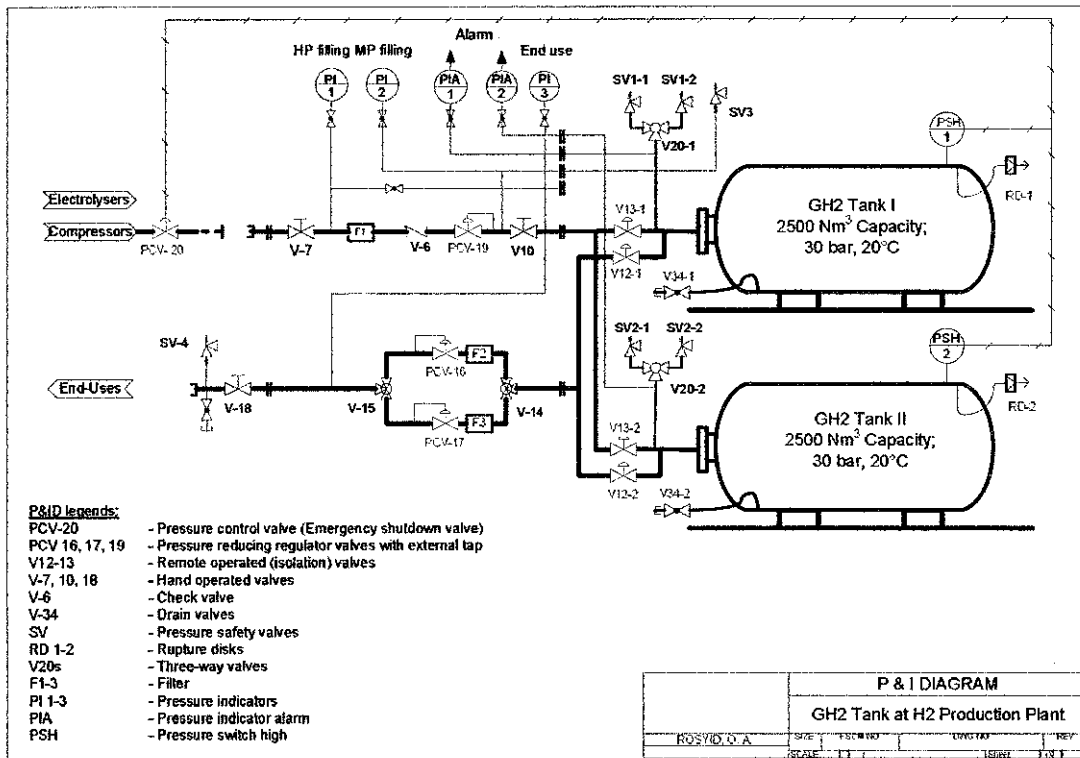 Alarm
HP filling MP filling
End use
PI
1
PI
2
PIA
1
PIA
2
PI
3
SV1-1
SV1-2
SV3
V20-1
PSH
1
RD-1
Electrolysers
Compressors
PCV-20
V-7
F1
V-6
PCV-19
V10
V13-1
V12-1
V34-1
GH2 Tank I
2500 Nm³ Capacity;
30 bar, 20°C
SV-4
End-Uses
V-18
V-15
F2
PCV-16
F3
PCV-17
V-14
SV2-1
SV2-2
V20-2
V13-2
V12-2
V34-2
PSH
2
RD-2
GH2 Tank II
2500 Nm³ Capacity;
30 bar, 20°C
P&ID legends:
PCV-20 - Pressure control valve (Emergency shutdown valve)
PCV 16, 17, 19 - Pressure reducing regulator valves with external tap
V12-13 - Remote operated (isolation) valves
V-7, 10, 18 - Hand operated valves
V-6 - Check valve
V-34 - Drain valves
SV - Pressure safety valves
RD 1-2 - Rupture disks
V20s - Three-way valves
F1-3 - Filter
PI 1-3 - Pressure indicators
PIA - Pressure indicator alarm
PSH - Pressure switch high
P & I DIAGRAM
GH2 Tank at H2 Production Plant
ROSYID, O. A.
SIZE
REV
SCALE